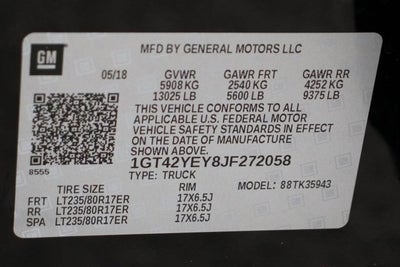 GM
MFD BY GENERAL MOTORS LLC
05/18 GVWR GAWR FRT GAWR RR
5908 KG 2540 KG 4252 KG
13025 LB 5600 LB 9375 LB
THIS VEHICLE CONFORMS TO ALL
APPLICABLE U.S. FEDERAL MOTOR
VEHICLE SAFETY STANDARDS IN EFFECT
ON THE DATE OF MANUFACTURE
SHOWN ABOVE.
8555 1GT42YEY8JF272058
TYPE: TRUCK MODEL: 88TK35943
TIRE SIZE RIM
FRT LT235/80R17ER 17X6.5J
RR LT235/80R17ER 17X6.5J
SPA LT235/80R17ER 17X6.5J